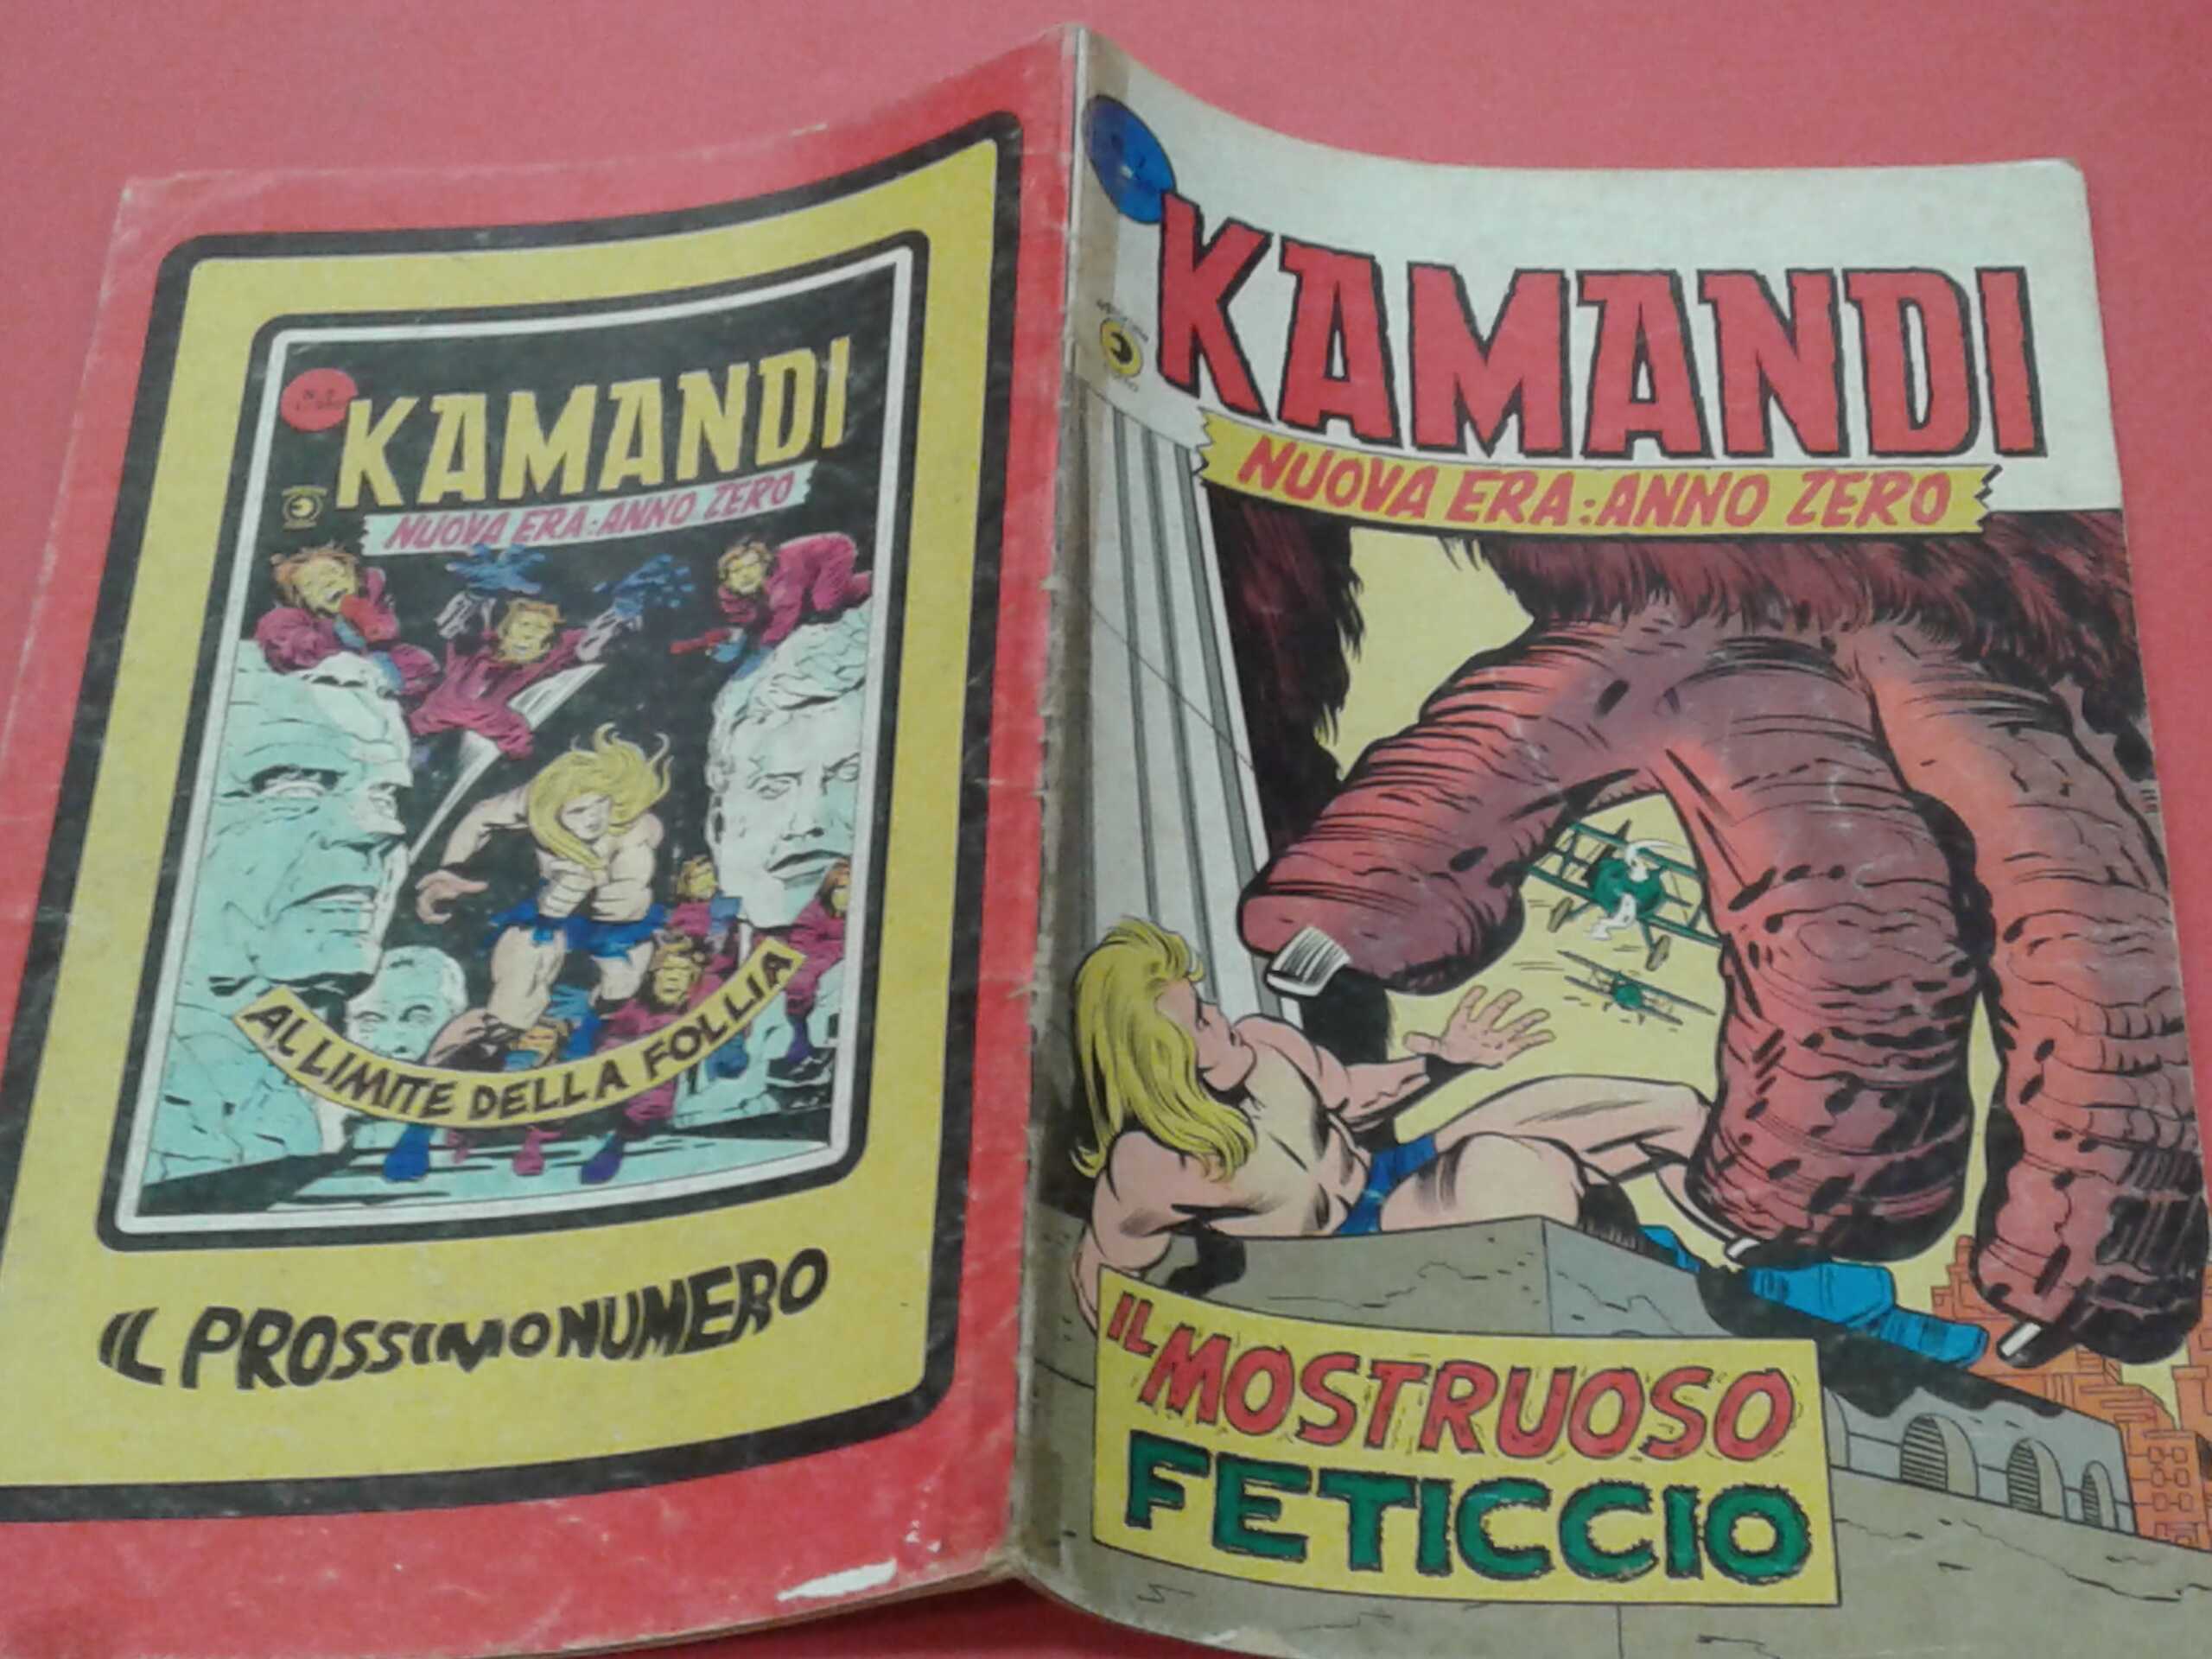 KAMANDI
NUOVA ERA: ANNO ZERO
AL LIMITE DELLA FOLLIA
IL PROSSIMO NUMERO
KAMANDI
NUOVA ERA: ANNO ZERO
IL MOSTRUOSO
FETICCIO